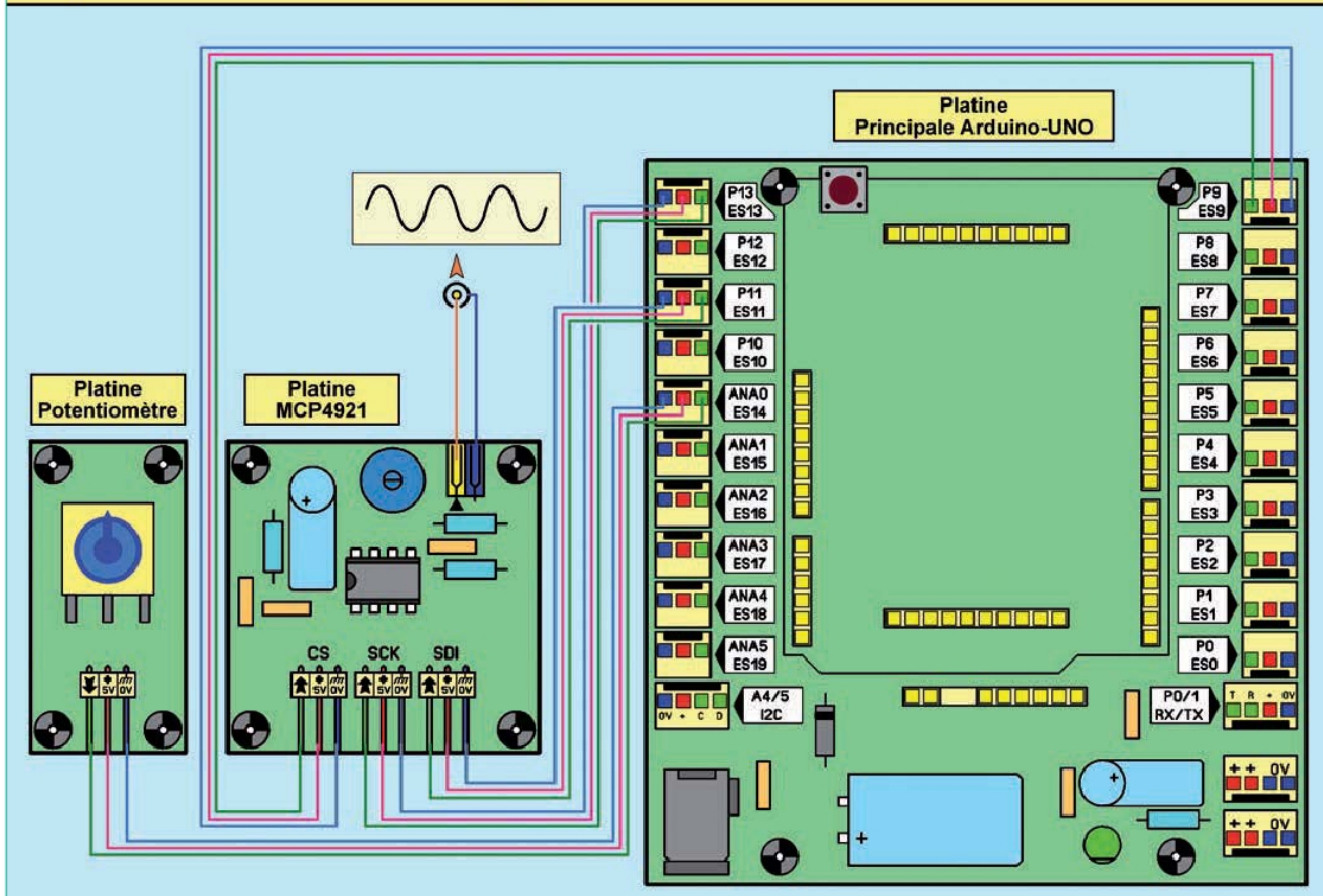 Platine
Principale Arduino-UNO
P13
ES13
P12
ES12
P11
ES11
P10
ES10
ANA0
ES14
ANA1
ES15
ANA2
ES16
ANA3
ES17
ANA4
ES18
ANA5
ES19
A4/5
I2C
0V + C D
P9
ES9
P8
ES8
P7
ES7
P6
ES6
P5
ES5
P4
ES4
P3
ES3
P2
ES2
P1
ES1
P0
ES0
P0/1
RX/TX
T R + 0V
+ + 0V
+ + 0V
+
+
Platine
Potentiomètre
+
5V 0V
Platine
MCP4921
+
CS SCK SDI
+ + +
5V 0V 5V 0V 5V 0V